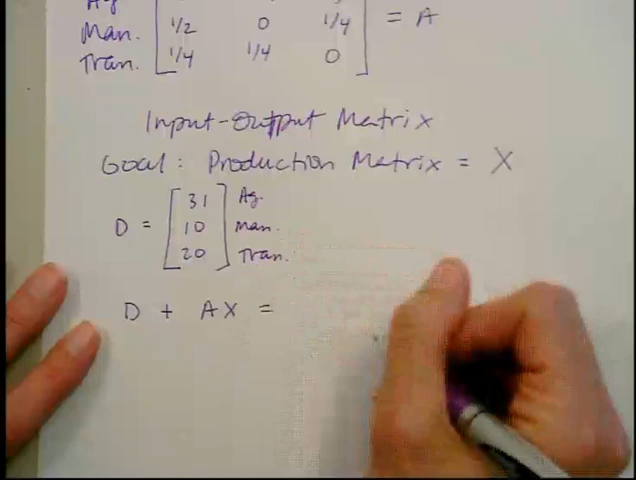 Ag
Man. 1/2 0 1/4 = A
Tran. 1/4 1/4 0
Input-Output Matrix
Goal: Production Matrix = X
D = 31 Ag.
10 Man.
20 Tran.
D + AX =